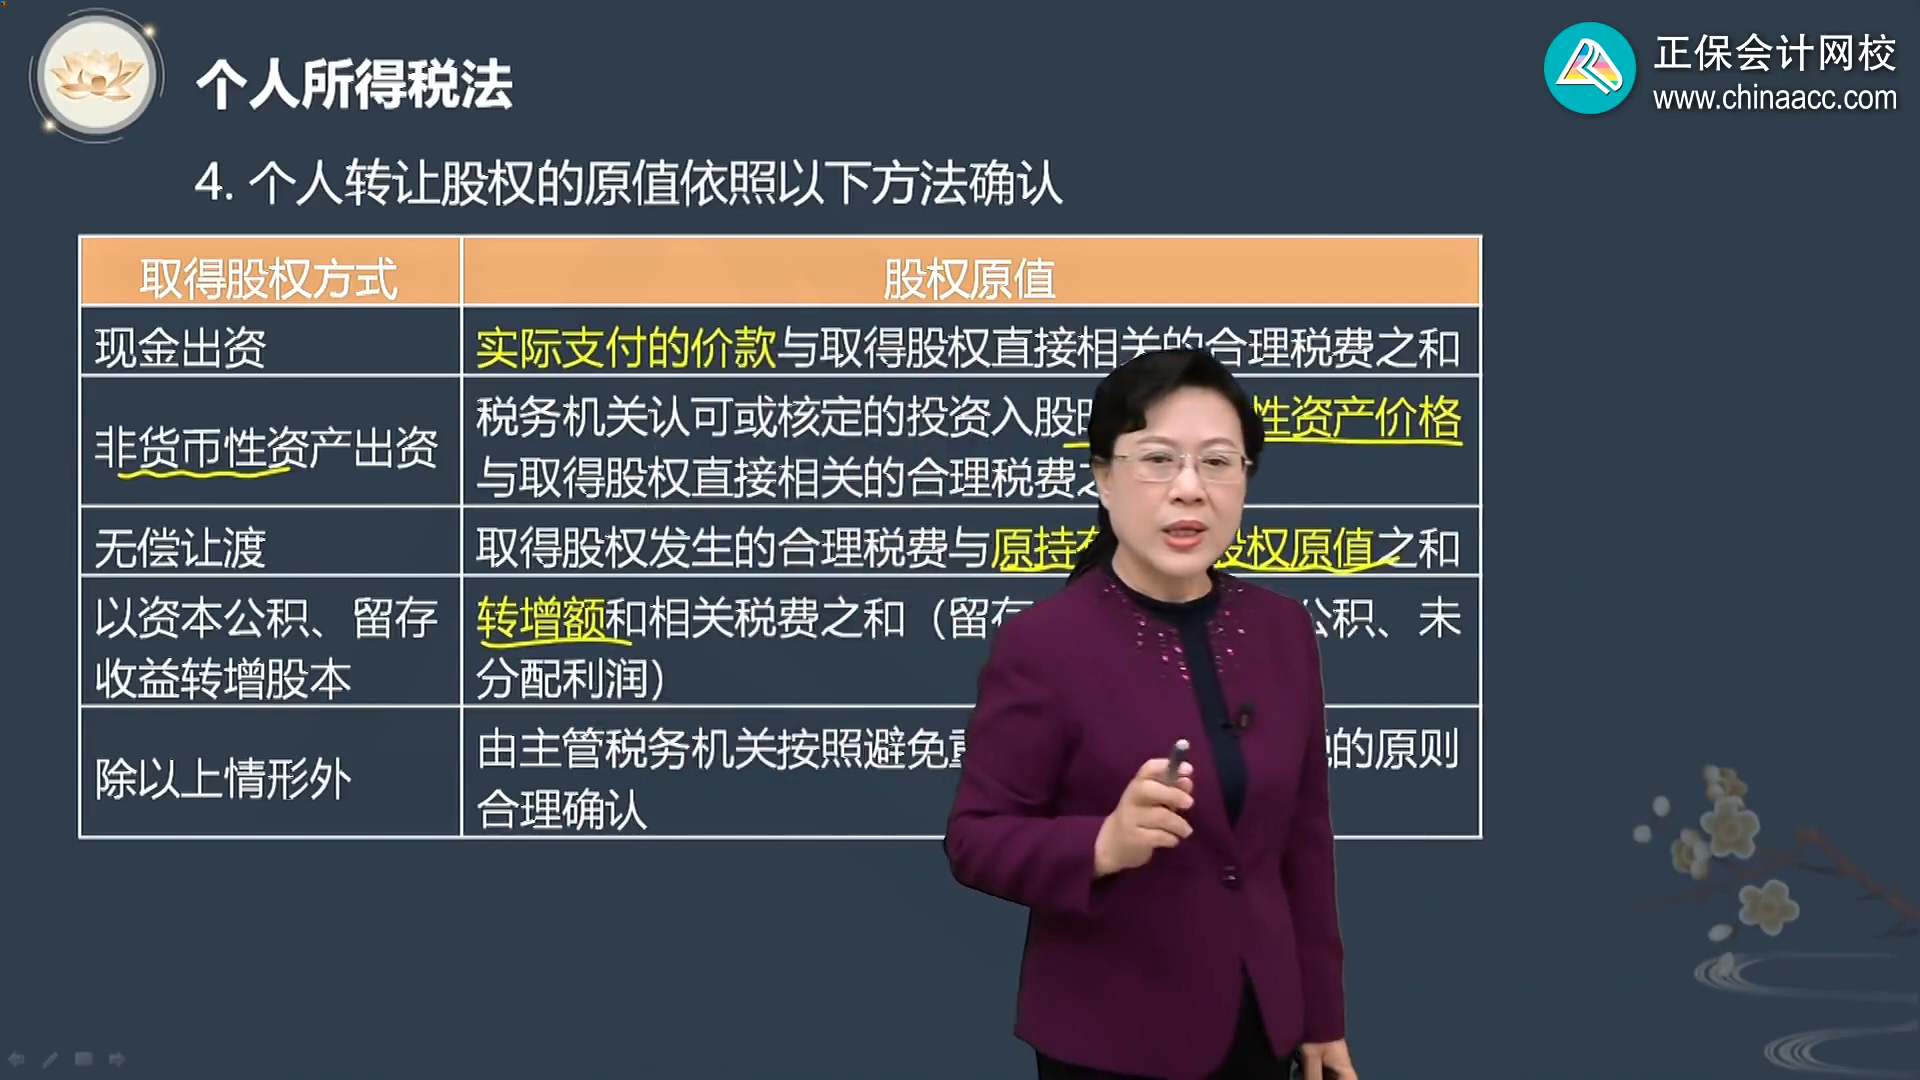 个人所得税法
正保会计网校
www.chinaacc.com
4. 个人转让股权的原值依照以下方法确认
取得股权方式
股权原值
现金出资
实际支付的价款与取得股权直接相关的合理税费之和
非货币性资产出资
税务机关认可或核定的投资入股时 性资产价格
与取得股权直接相关的合理税费之
无偿让渡
取得股权发生的合理税费与原持有 股权原值之和
以资本公积、留存
收益转增股本
转增额和相关税费之和（留存 公积、未
分配利润）
除以上情形外
由主管税务机关按照避免重 的原则
合理确认